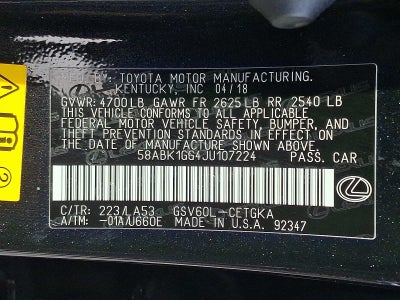 MFD. BY:
TOYOTA MOTOR MANUFACTURING.
KENTUCKY, INC 04/18
GVWR: 4700LB GAWR FR 2625LB RR 2540 LB
THIS VEHICLE CONFORMS TO ALL APPLICABLE
FEDERAL MOTOR VEHICLE SAFETY, BUMPER, AND
THEFT PREVENTION STANDARDS IN EFFECT ON
THE DATE OF MANUFACTURE SHOWN ABOVE.
58ABK1GG4JU107224 PASS. CAR
C/TR: 223/LA53 GSV60L-CETGKA
A/TM: -01A/U660E MADE IN U.S.A. 92347